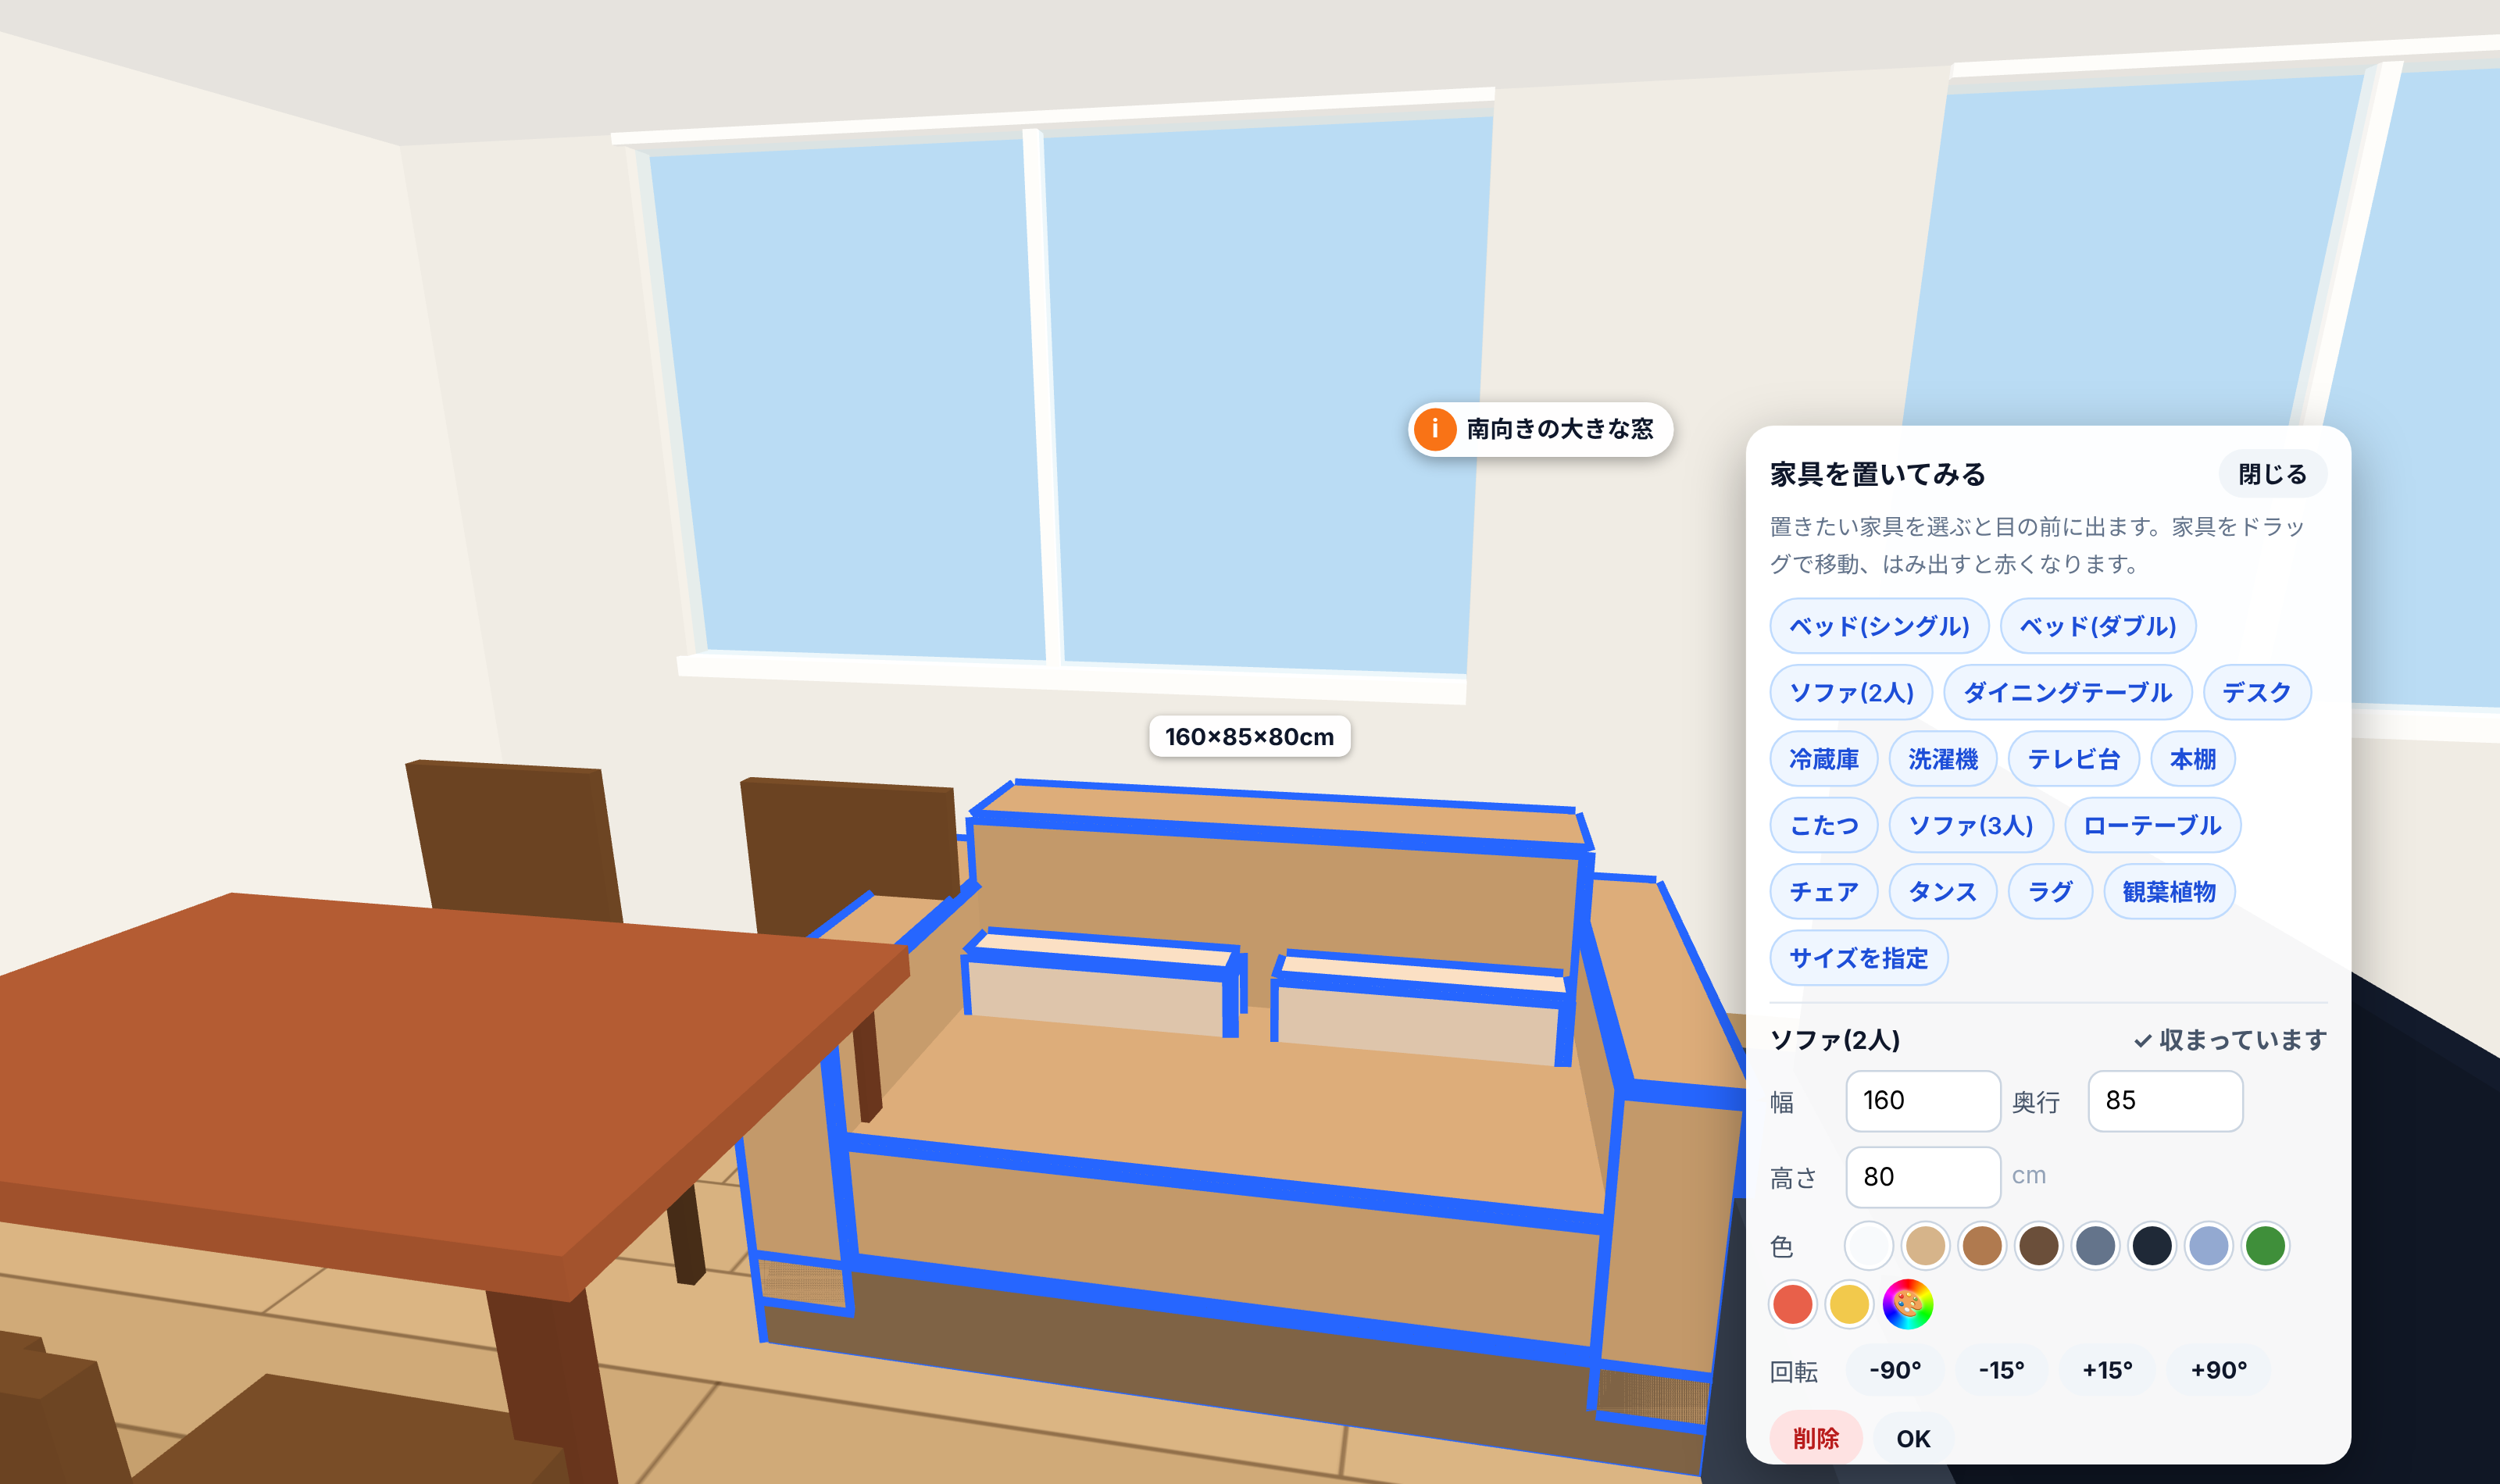 i 南向きの大きな窓
160×85×80cm
家具を置いてみる 閉じる
置きたい家具を選ぶと目の前に出ます。家具をドラッ
グで移動、はみ出すと赤くなります。
ベッド(シングル) ベッド(ダブル)
ソファ(2人) ダイニングテーブル デスク
冷蔵庫 洗濯機 テレビ台 本棚
こたつ ソファ(3人) ローテーブル
チェア タンス ラグ 観葉植物
サイズを指定
ソファ(2人) ✓ 収まっています
幅 160 奥行 85
高さ 80 cm
色
回転 -90° -15° +15° +90°
削除 OK